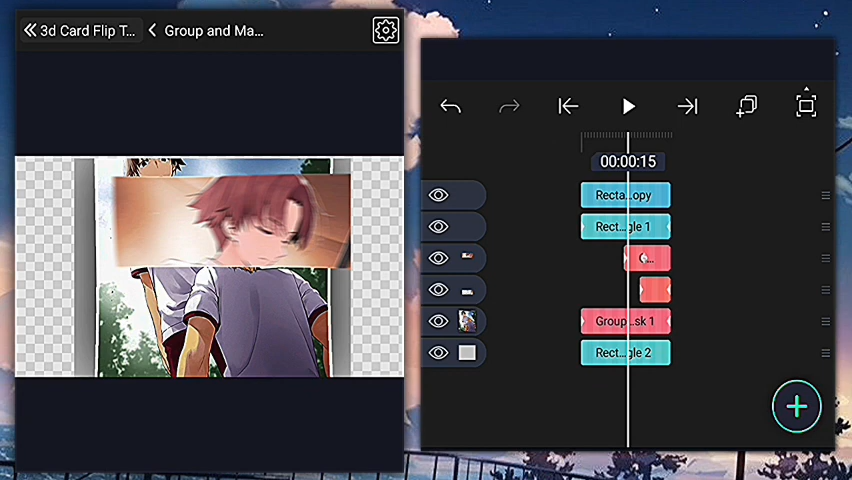 3d Card Flip T...
Group and Ma...
00:00:15
Recta...opy
Rect...gle 1
Group...sk 1
Rect...gle 2